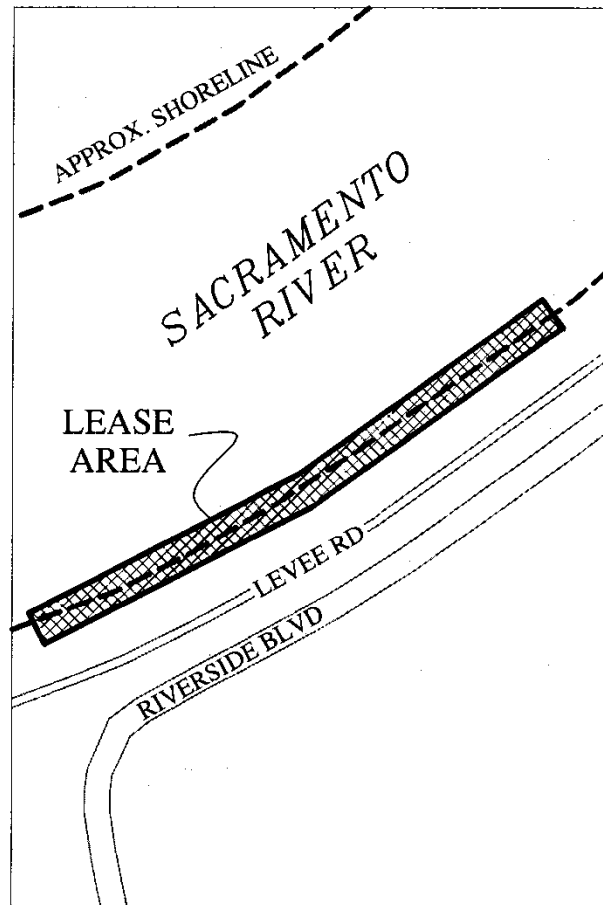 APPROX. SHORELINE
SACRAMENTO
RIVER
LEASE
AREA
LEVEE RD
RIVERSIDE BLVD